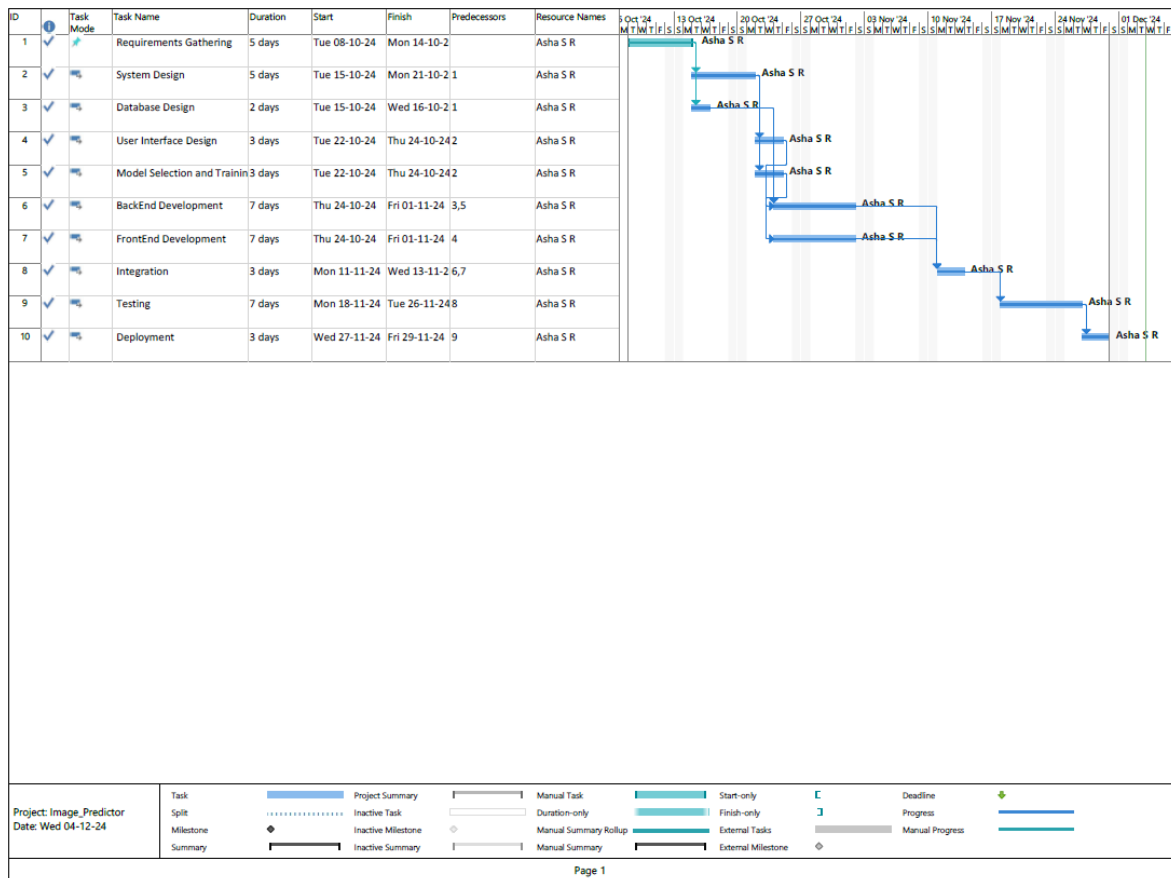 ID Task Mode Task Name Duration Start Finish Predecessors Resource Names
5 Oct '24 13 Oct '24 20 Oct '24 27 Oct '24 03 Nov '24 10 Nov '24 17 Nov '24 24 Nov '24 01 Dec '24
M T W T F S S M T W T F S S M T W T F S S M T W T F S S M T W T F S S M T W T F S S M T W T F S S M T W T F S S M T W T F S
1 Requirements Gathering 5 days Tue 08-10-24 Mon 14-10-2 Asha S R Asha S R
2 System Design 5 days Tue 15-10-24 Mon 21-10-2 1 Asha S R Asha S R
3 Database Design 2 days Tue 15-10-24 Wed 16-10-2 1 Asha S R Asha S R
4 User Interface Design 3 days Tue 22-10-24 Thu 24-10-24 2 Asha S R Asha S R
5 Model Selection and Trainin 3 days Tue 22-10-24 Thu 24-10-24 2 Asha S R Asha S R
6 BackEnd Development 7 days Thu 24-10-24 Fri 01-11-24 3,5 Asha S R Asha S R
7 FrontEnd Development 7 days Thu 24-10-24 Fri 01-11-24 4 Asha S R Asha S R
8 Integration 3 days Mon 11-11-24 Wed 13-11-2 6,7 Asha S R Asha S R
9 Testing 7 days Mon 18-11-24 Tue 26-11-24 8 Asha S R Asha S R
10 Deployment 3 days Wed 27-11-24 Fri 29-11-24 9 Asha S R Asha S R
Project: Image_Predictor
Date: Wed 04-12-24
Task Project Summary Manual Task Start-only Deadline
Split Inactive Task Duration-only Finish-only Progress
Milestone Inactive Milestone Manual Summary Rollup External Tasks Manual Progress
Summary Inactive Summary Manual Summary External Milestone
Page 1